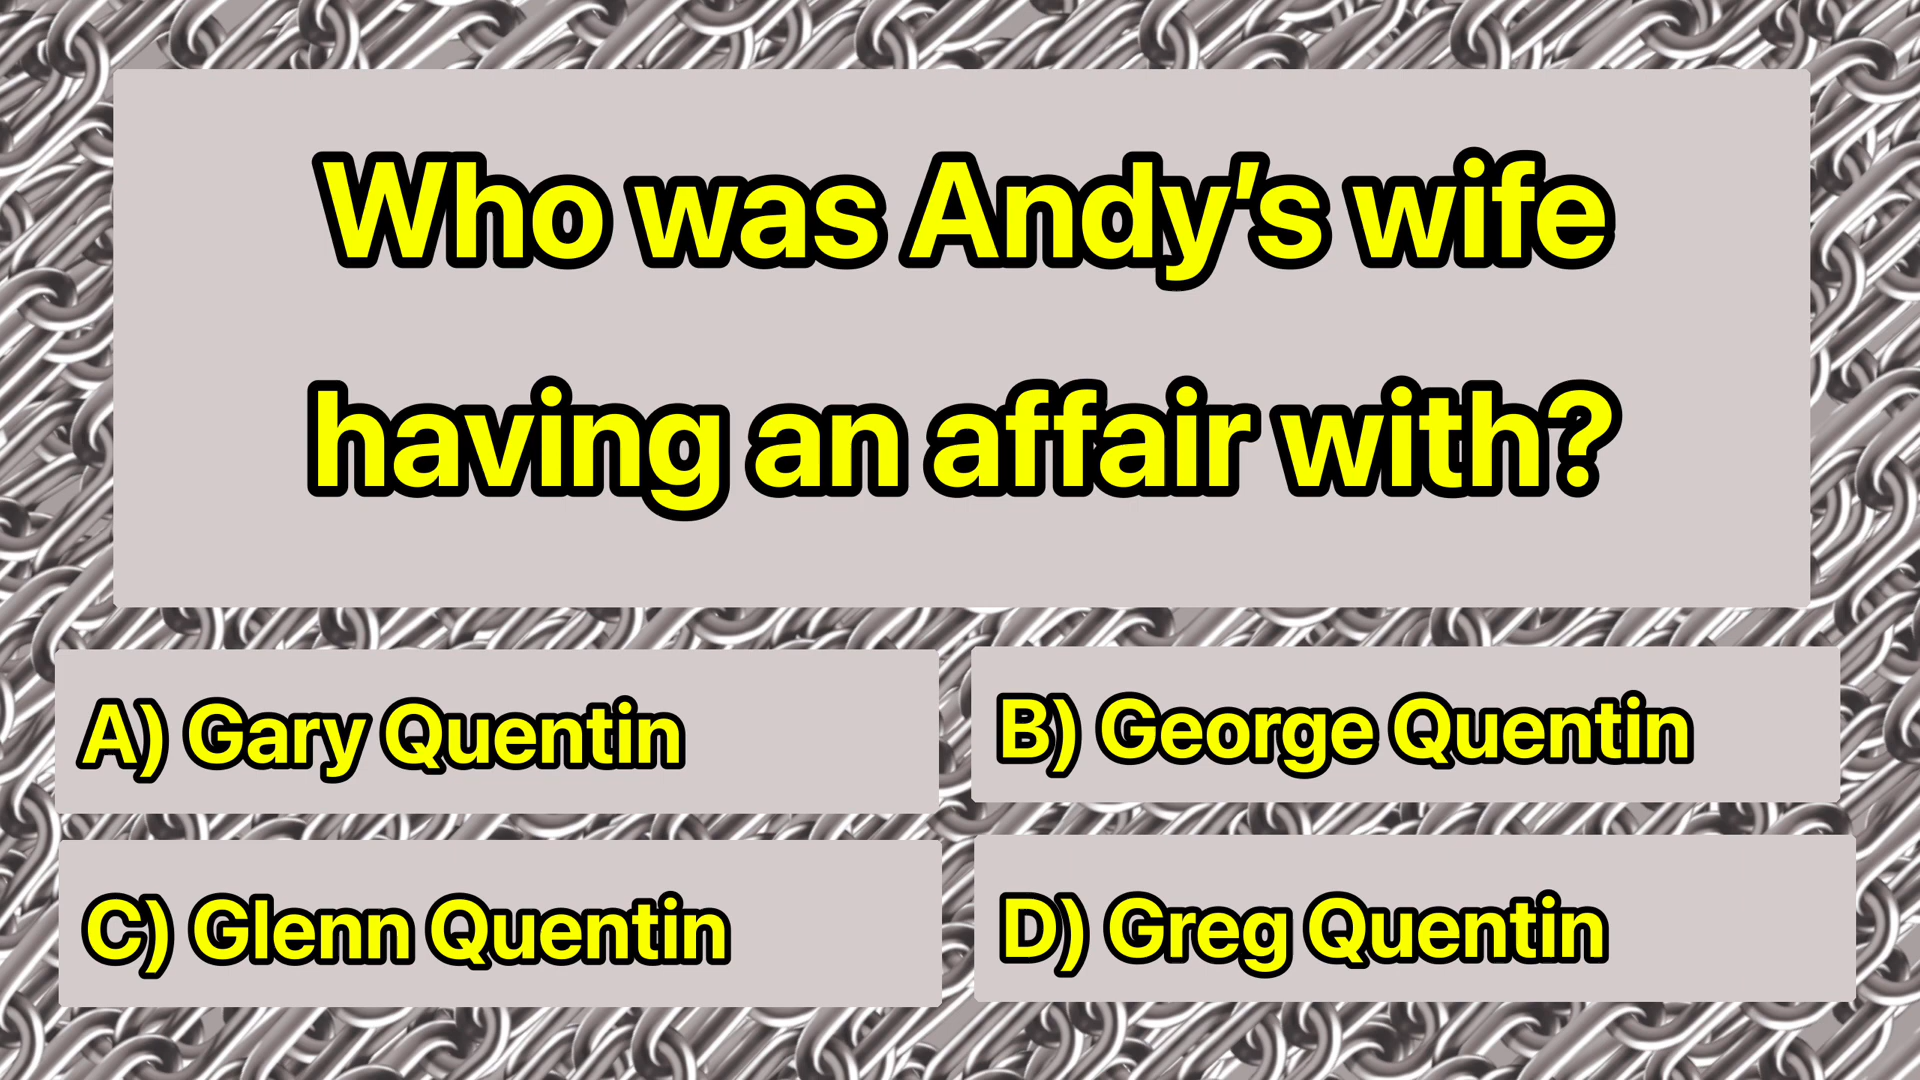 Who was Andy’s wife
having an affair with?
A) Gary Quentin
B) George Quentin
C) Glenn Quentin
D) Greg Quentin